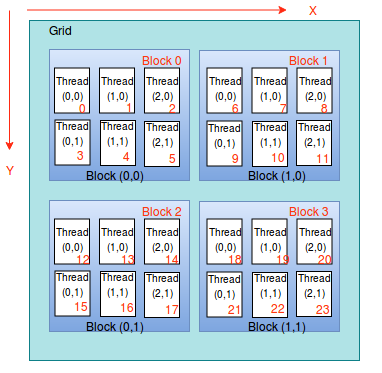 X
Grid
Block 0
Block 1
Thread Thread Thread
Thread Thread Thread
(0,0) (1,0) (2,0)
(0,0) (1,0) (2,0)
0 1 2
6 7 8
Thread Thread Thread
Thread Thread Thread
(0,1) (1,1) (2,1)
(0,1) (1,1) (2,1)
3 4 5
9 10 11
Y
Block (0,0)
Block (1,0)
Block 2
Block 3
Thread Thread Thread
Thread Thread Thread
(0,0) (1,0) (2,0)
(0,0) (1,0) (2,0)
12 13 14
18 19 20
Thread Thread Thread
Thread Thread Thread
(0,1) (1,1) (2,1)
(0,1) (1,1) (2,1)
15 16 17
21 22 23
Block (0,1)
Block (1,1)